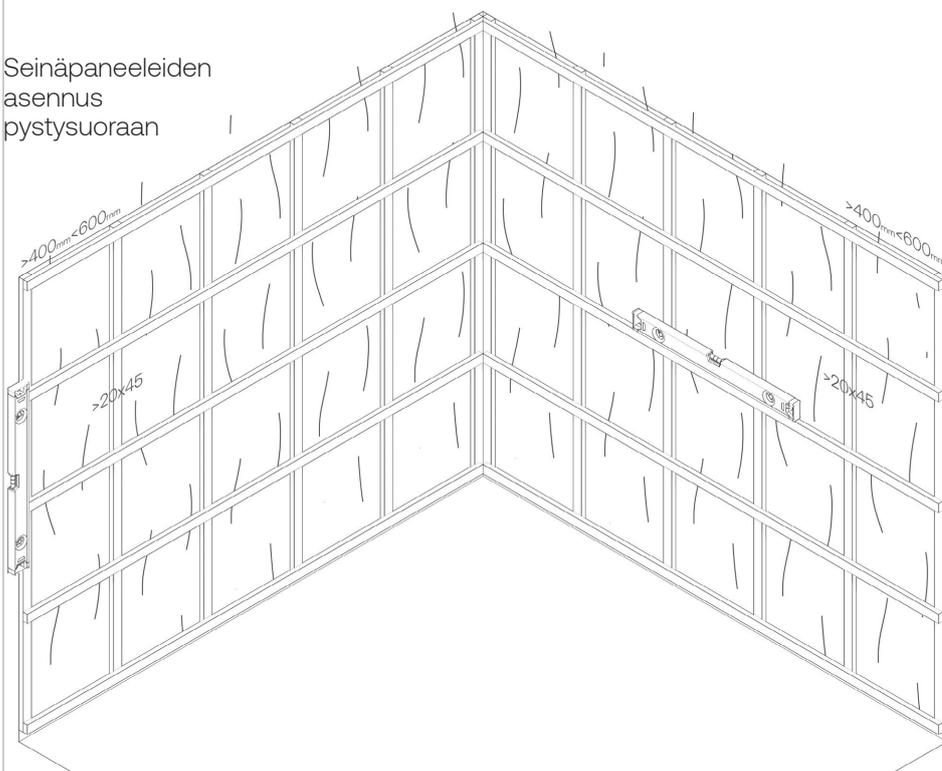 Seinäpaneeleiden
asennus
pystysuoraan
>400mm<600mm
>400mm<600mm
>20x45
>20x45